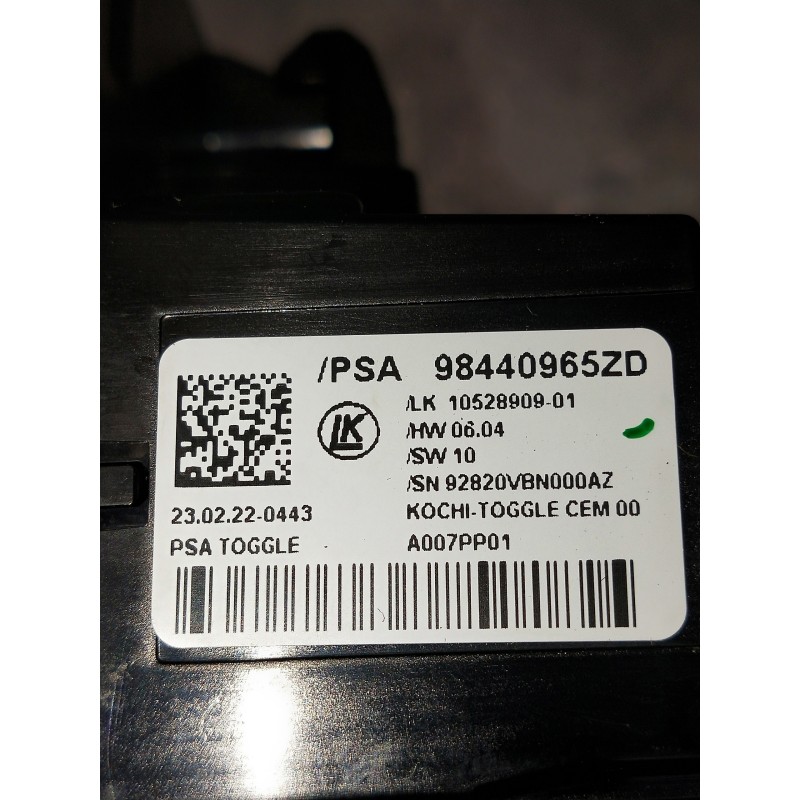 /PSA 98440965ZD
LK
/LK 10528909-01
/HW 06.04
/SW 10
/SN 92820VBN000AZ
23.02.22-0443 KOCHI-TOGGLE CEM 00
PSA TOGGLE A007PP01